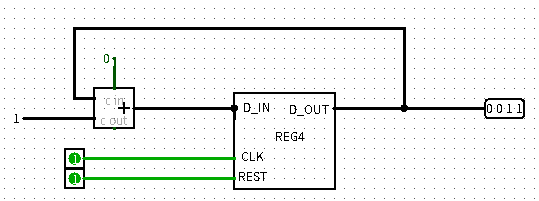 0
c in
+
D_IN D_OUT
0 0 1 1
1
c out
REG4
1 CLK
1 REST